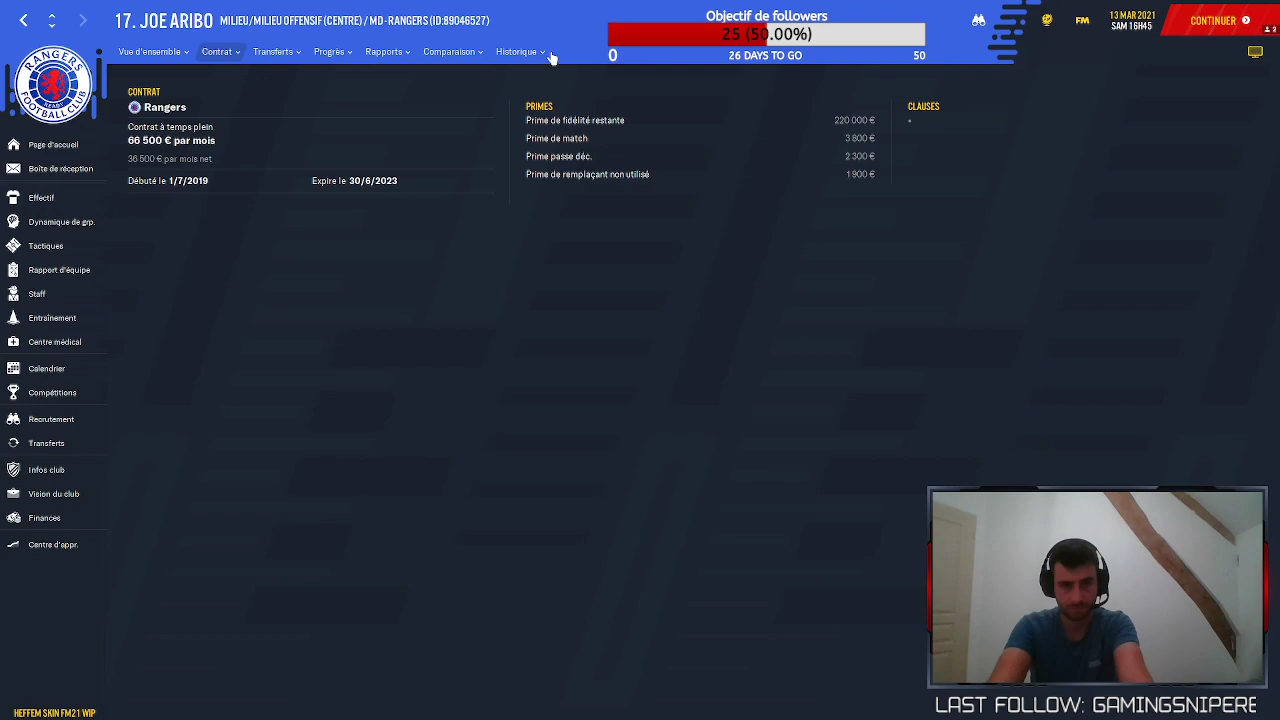 17. JOE ARIBO MILIEU/MILIEU OFFENSIF (CENTRE) / MD - RANGERS (ID:89046527)
Objectif de followers
25 (50.00%)
0 26 DAYS TO GO 50
FM
13 MAR 2021
SAM 16H45
CONTINUER
2
Vue d'ensemble Contrat Transferts Progrès Rapports Comparaison Historique
RANGERS
READY
FOOTBALL CLUB
Page d'accueil
Boîte de réception
Effectif
Dynamique de grp.
Tactiques
Rapport d'équipe
Staff
Entraînement
Centre médical
Calendrier
Compétitions
Recrutement
Transferts
Infos club
Vision du club
Finances
Centre d'appr.
HEFFEM SKIN FM21 WIP
CONTRAT
Rangers
Contrat à temps plein
66 500 € par mois
36 500 € par mois net
Débuté le 1/7/2019 Expire le 30/6/2023
PRIMES
Prime de fidélité restante 220 000 €
Prime de match 3 800 €
Prime passe déc. 2 300 €
Prime de remplaçant non utilisé 1 900 €
CLAUSES
LAST FOLLOW: GAMINGSNIPERE